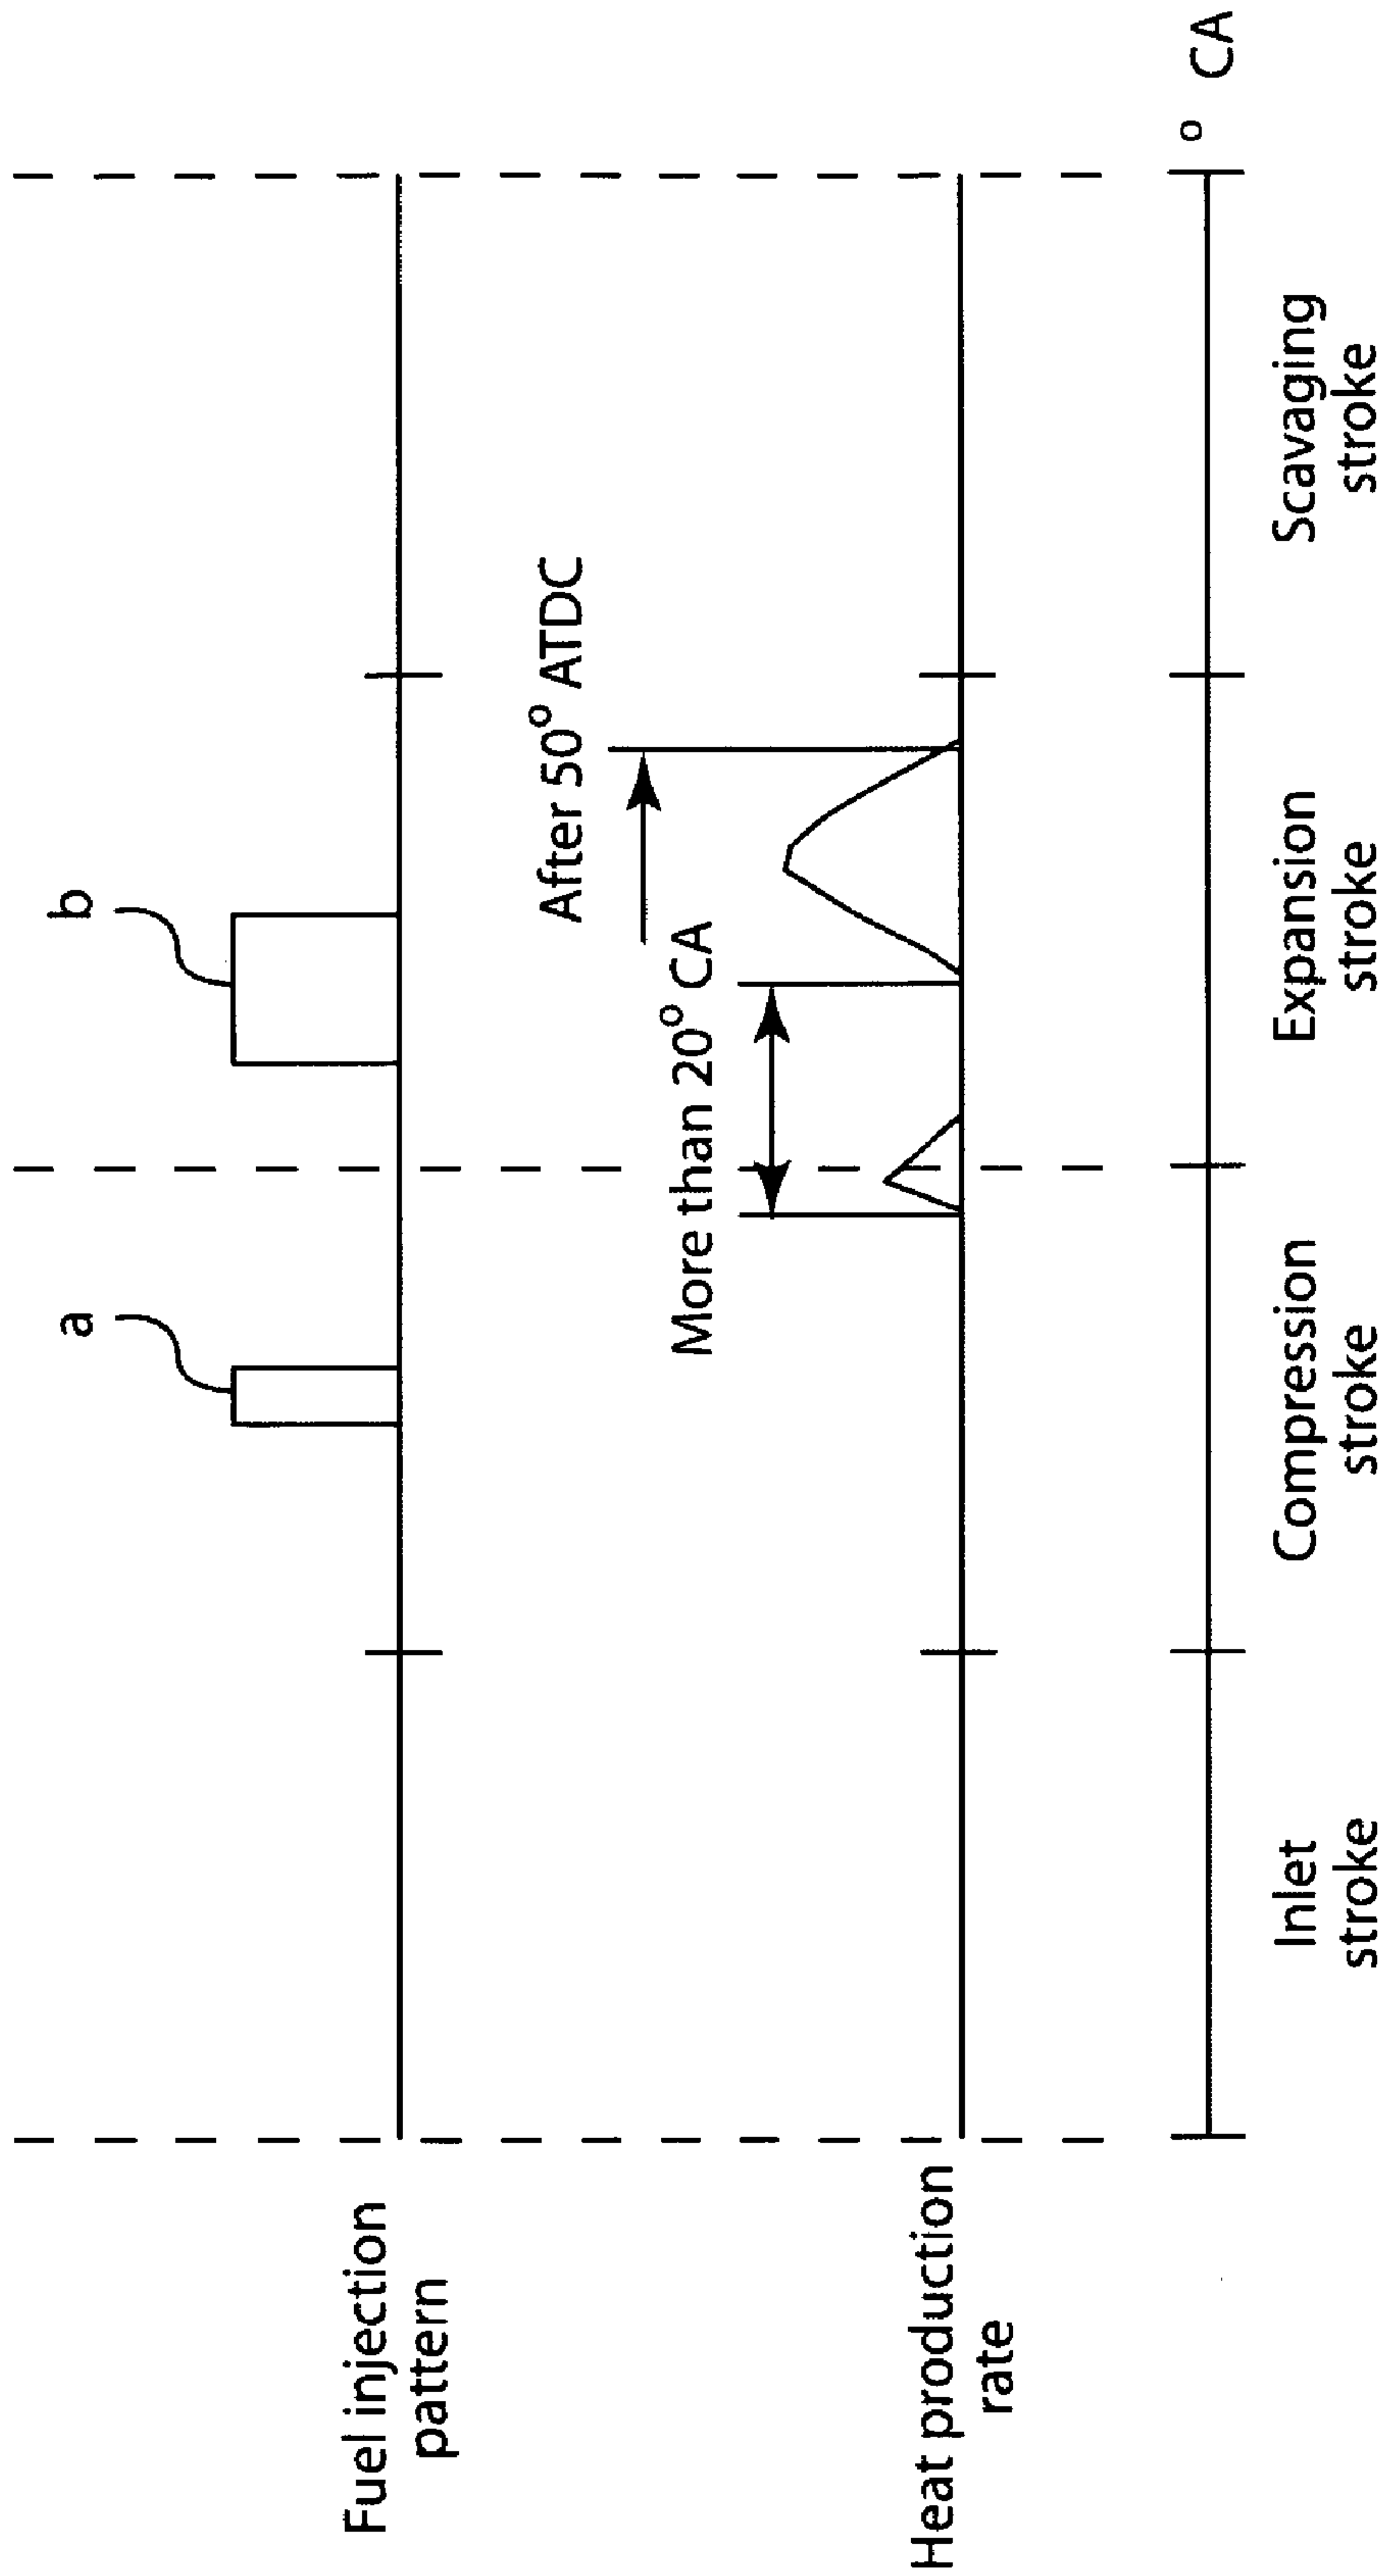 a
b
Fuel injection
pattern
After 50° ATDC
More than 20° CA
Heat production
rate
° CA
Inlet
stroke
Compression
stroke
Expansion
stroke
Scavaging
stroke